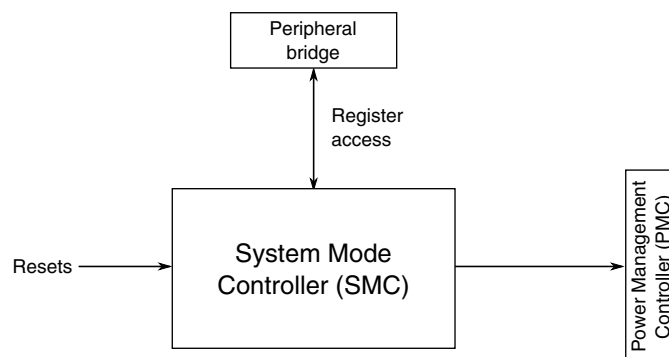 Peripheral
bridge
Register
access
Resets
System Mode
Controller (SMC)
Power Management
Controller (PMC)